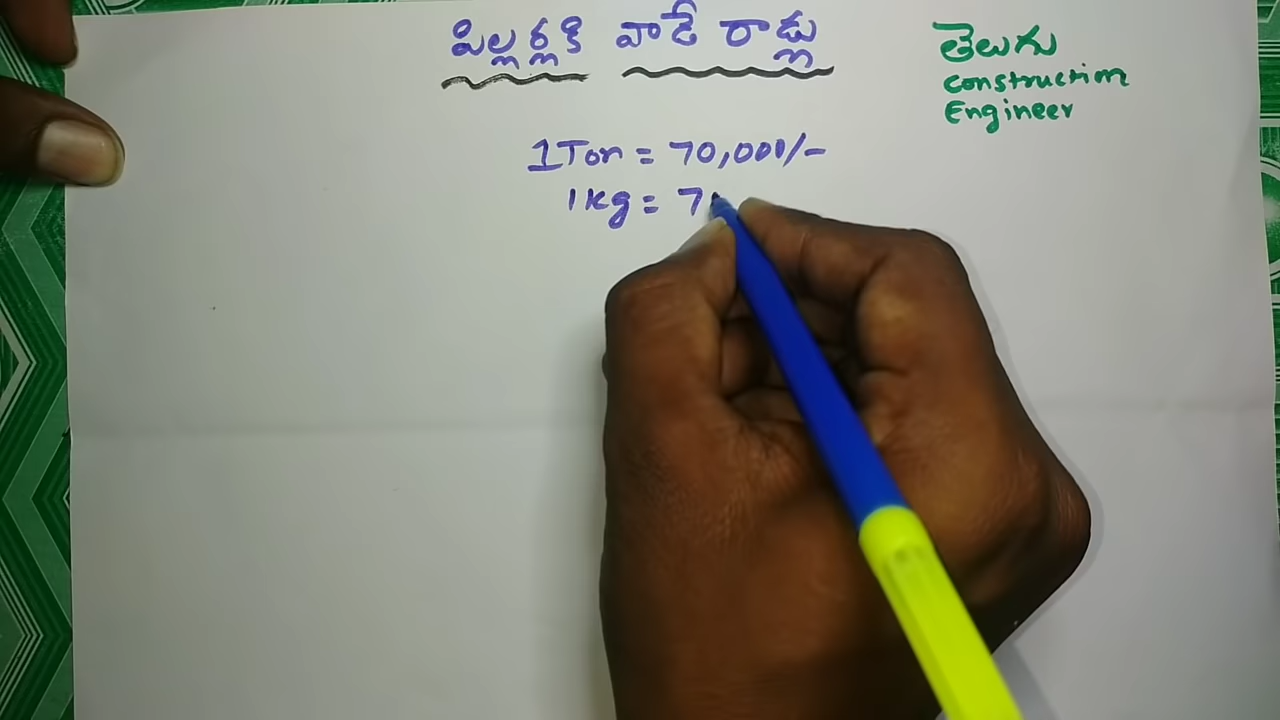 పిల్లర్లకి వాడే రాడ్లు
తెలుగు
Construction
Engineer
1Ton = 70,000/-
1kg = 7